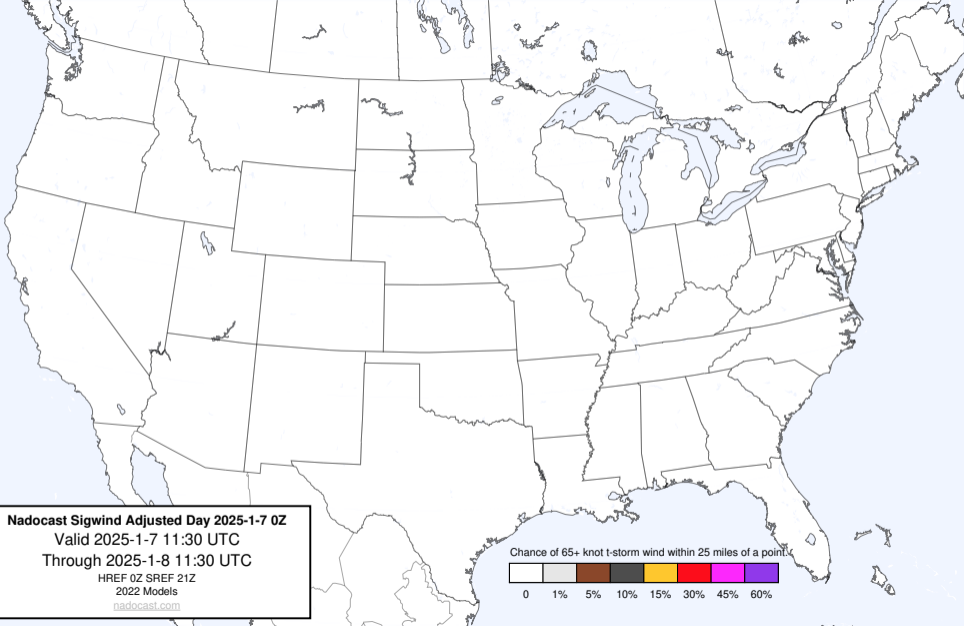 Nadocast Sigwind Adjusted Day 2025-1-7 0Z
Valid 2025-1-7 11:30 UTC
Through 2025-1-8 11:30 UTC
HREF 0Z SREF 21Z
2022 Models
nadocast.com
Chance of 65+ knot t-storm wind within 25 miles of a point.
0 1% 5% 10% 15% 30% 45% 60%